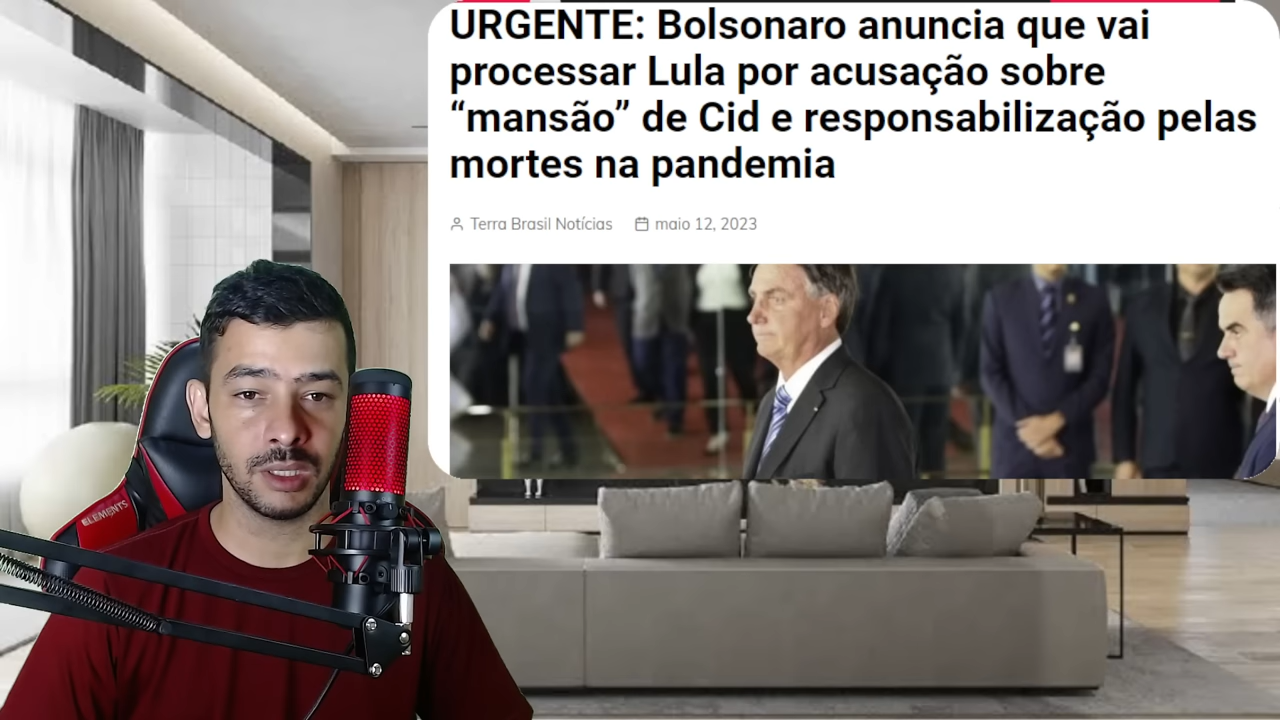 URGENTE: Bolsonaro anuncia que vai
processar Lula por acusação sobre
“mansão” de Cid e responsabilização pelas
mortes na pandemia
Terra Brasil Notícias maio 12, 2023
ELEMENTS